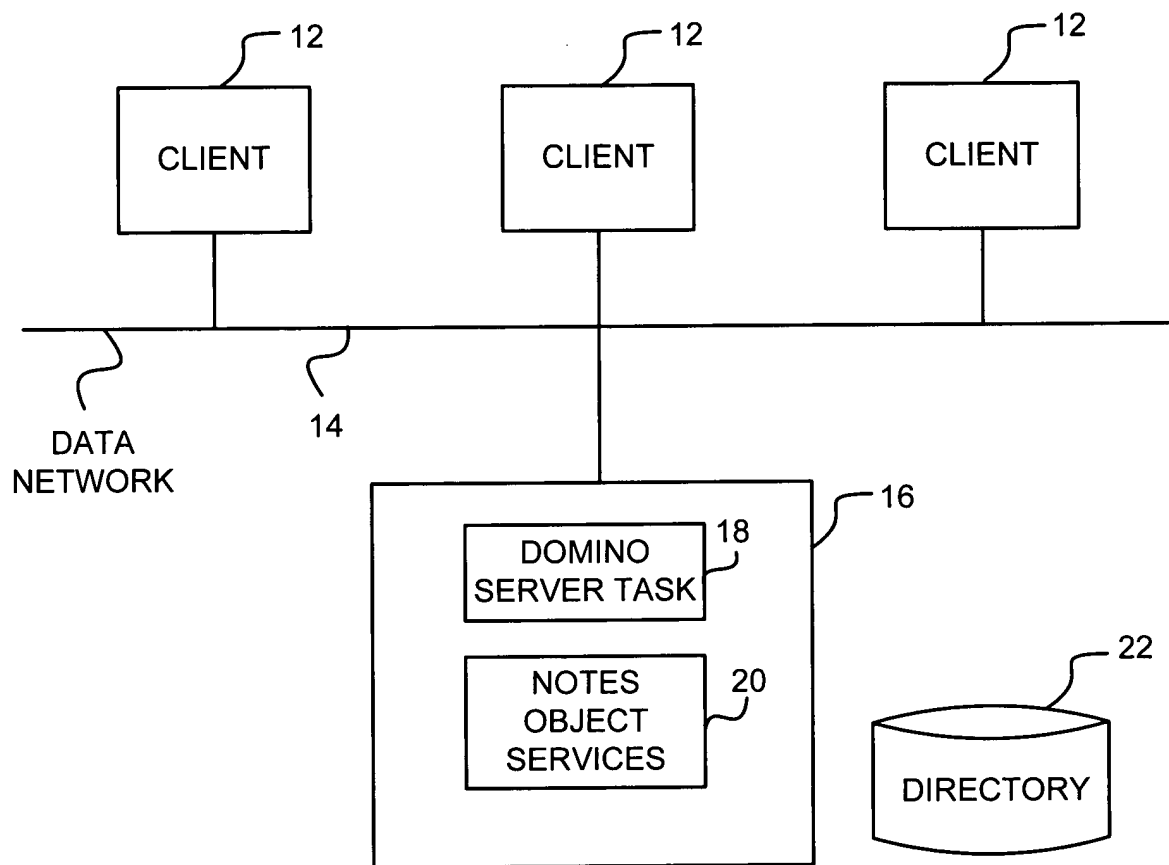 12
12
12
CLIENT
CLIENT
CLIENT
DATA
NETWORK
14
16
DOMINO
SERVER TASK
18
NOTES
OBJECT
SERVICES
20
22
DIRECTORY